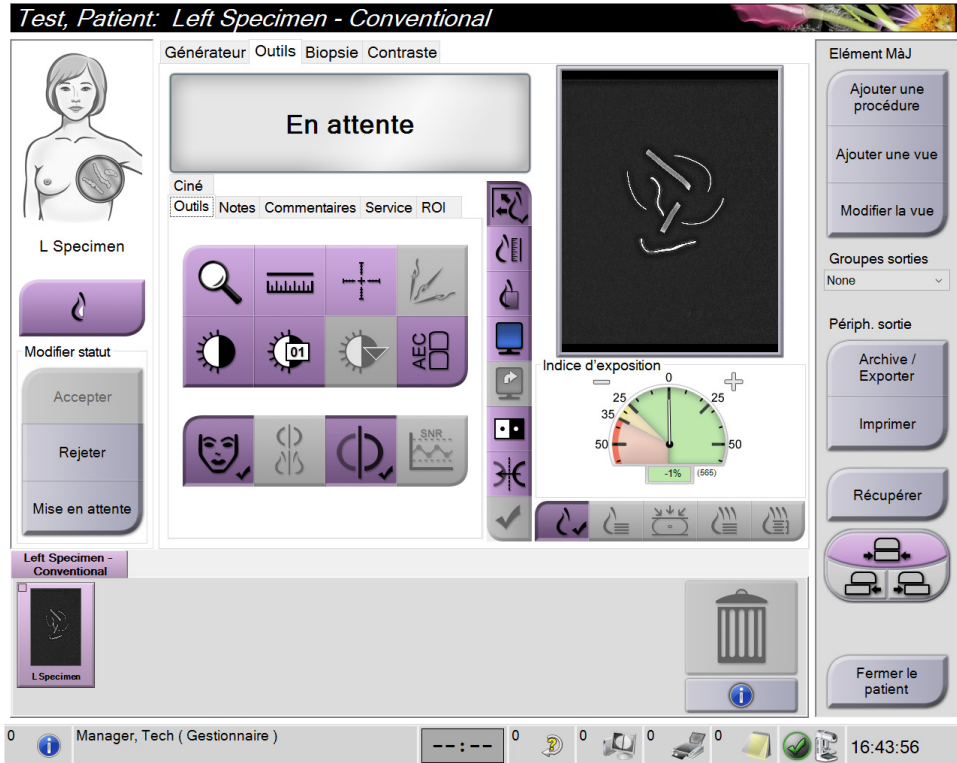 Test, Patient: Left Specimen - Conventional
Générateur Outils Biopsie Contraste
En attente
Ciné
Outils Notes Commentaires Service ROI
L Specimen
Modifier statut
Accepter
Rejeter
Mise en attente
01
AEC
SNR
Indice d'exposition
0
25 25
35
50 50
-1% (565)
Elément MàJ
Ajouter une
procédure
Ajouter une vue
Modifier la vue
Groupes sorties
None
Périph. sortie
Archive /
Exporter
Imprimer
Récupérer
Fermer le
patient
Left Specimen -
Conventional
L Specimen
0 Manager, Tech ( Gestionnaire ) --:-- 0 0 0 0 16:43:56